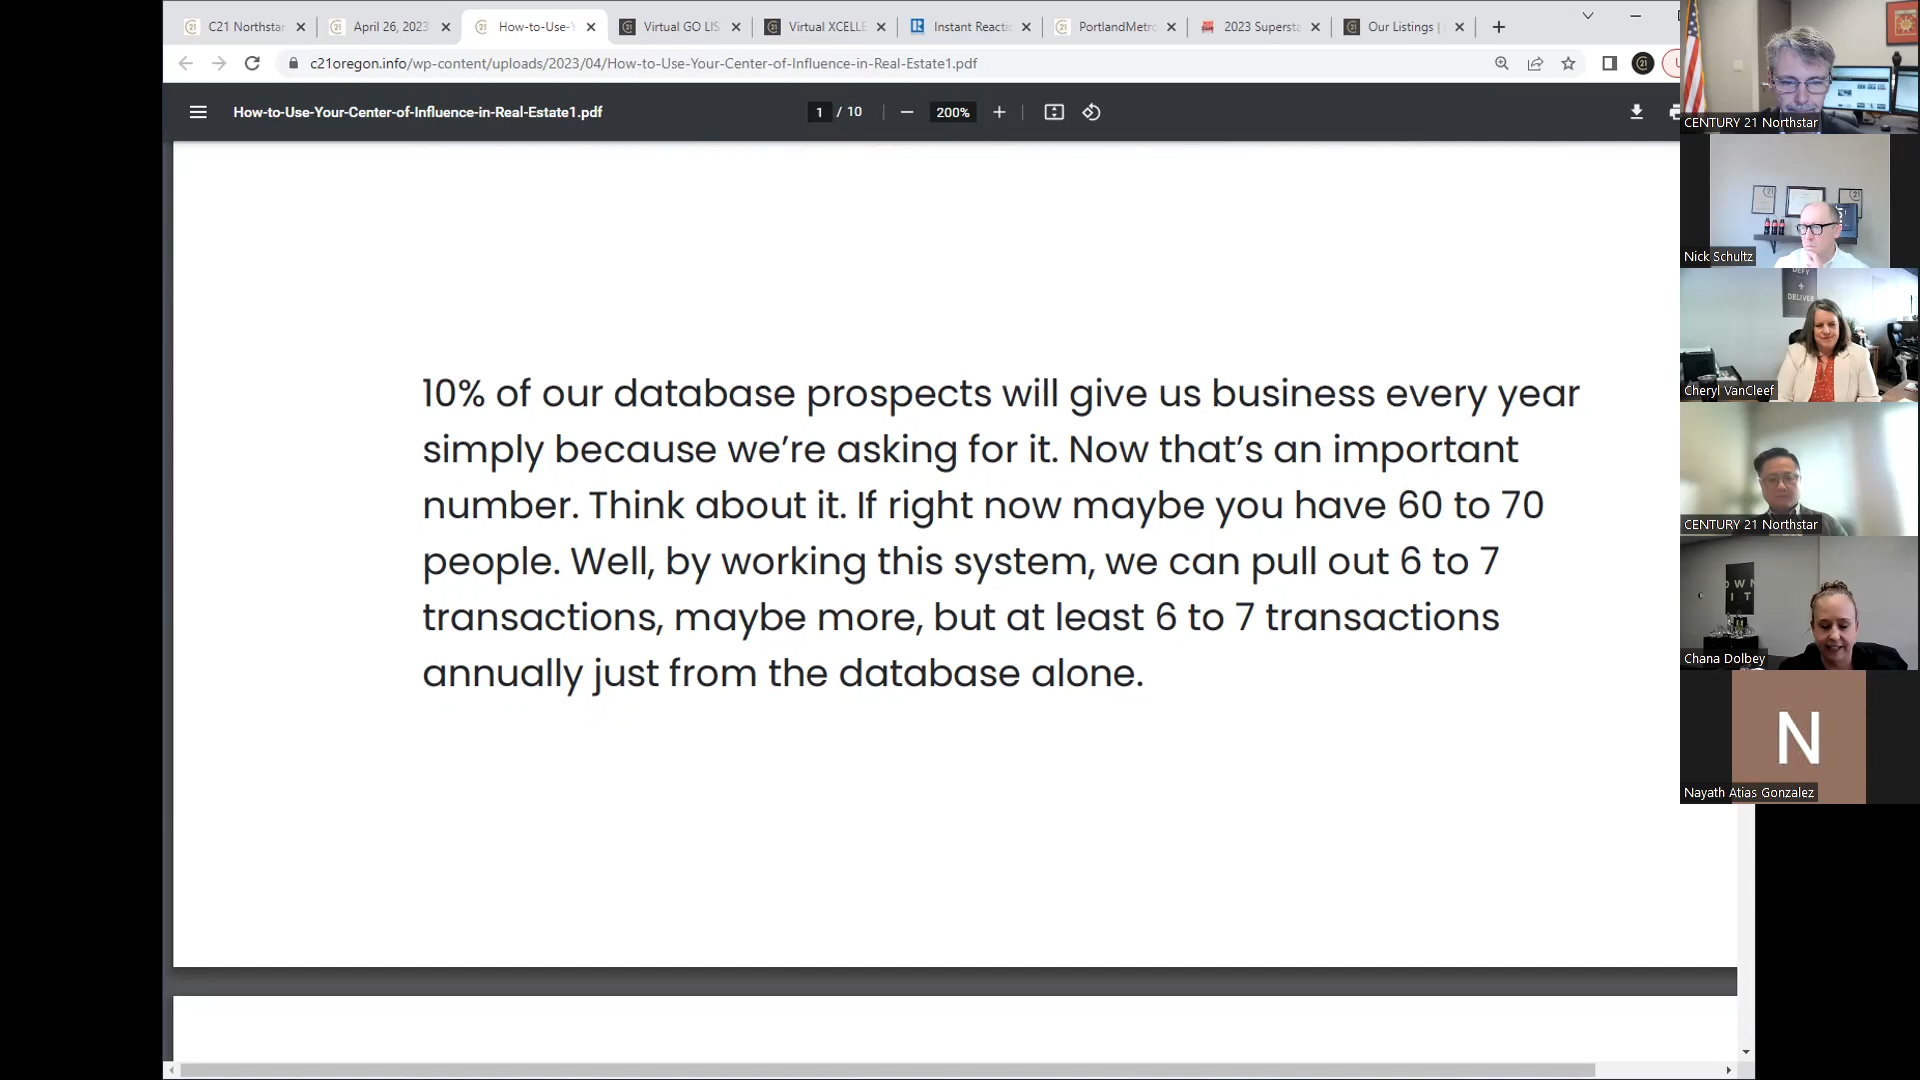 C21 Northstar
April 26, 2023
How-to-Use-Y
Virtual GO LIS
Virtual XCELLE
Instant Reactio
PortlandMetro
2023 Superstar
Our Listings |
c21oregon.info/wp-content/uploads/2023/04/How-to-Use-Your-Center-of-Influence-in-Real-Estate1.pdf
How-to-Use-Your-Center-of-Influence-in-Real-Estate1.pdf
1 / 10
200%
10% of our database prospects will give us business every year
simply because we’re asking for it. Now that’s an important
number. Think about it. If right now maybe you have 60 to 70
people. Well, by working this system, we can pull out 6 to 7
transactions, maybe more, but at least 6 to 7 transactions
annually just from the database alone.
CENTURY 21 Northstar
Nick Schultz
DEFY
+
DELIVER
Cheryl VanCleef
CENTURY 21 Northstar
OWN
IT
Chana Dolbey
N
Nayath Atias Gonzalez